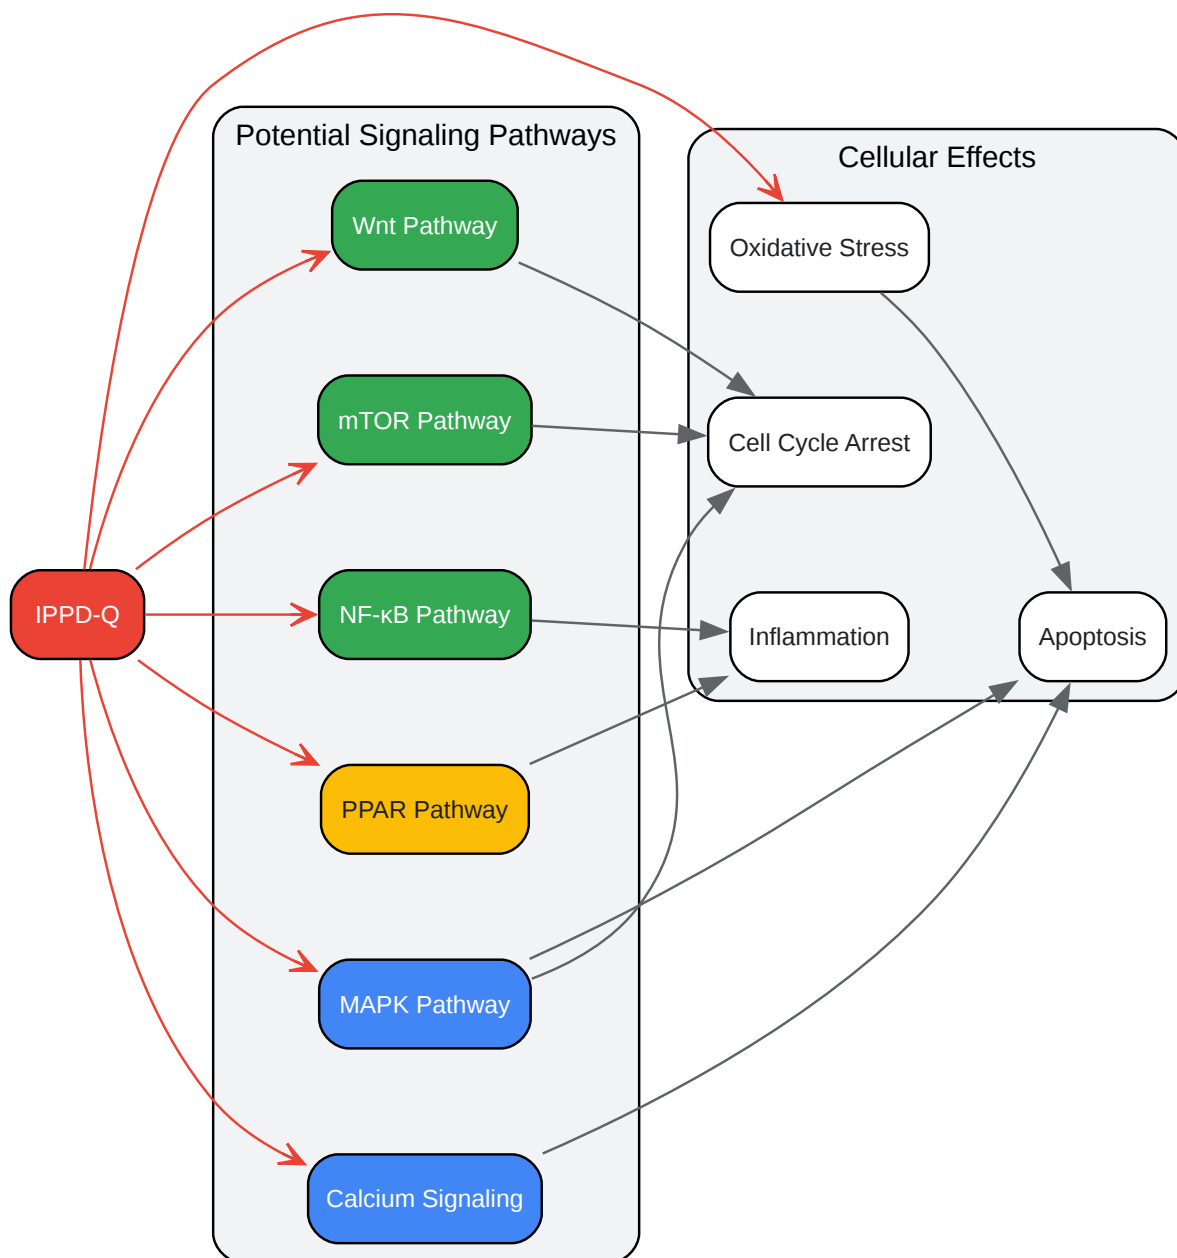 Potential Signaling Pathways
Cellular Effects
Wnt Pathway
Oxidative Stress
mTOR Pathway
Cell Cycle Arrest
IPPD-Q
NF-κB Pathway
Inflammation
Apoptosis
PPAR Pathway
MAPK Pathway
Calcium Signaling